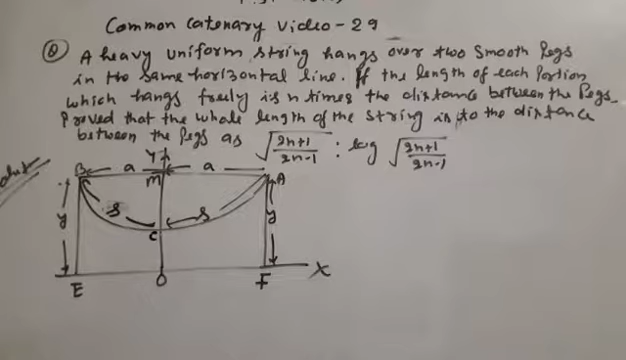 Common Catenary Video - 29
Q A heavy uniform string hangs over two smooth Pegs
in the same horizontal line. If the length of each Portion
which hangs freely is n times the distance between the Pegs.
Proved that the whole length of the string is to the distance
between the Pegs as √(2n+1 / 2n-1) : log √(2n+1 / 2n-1)
Y
B a M a A
y S S y
C
E O F X